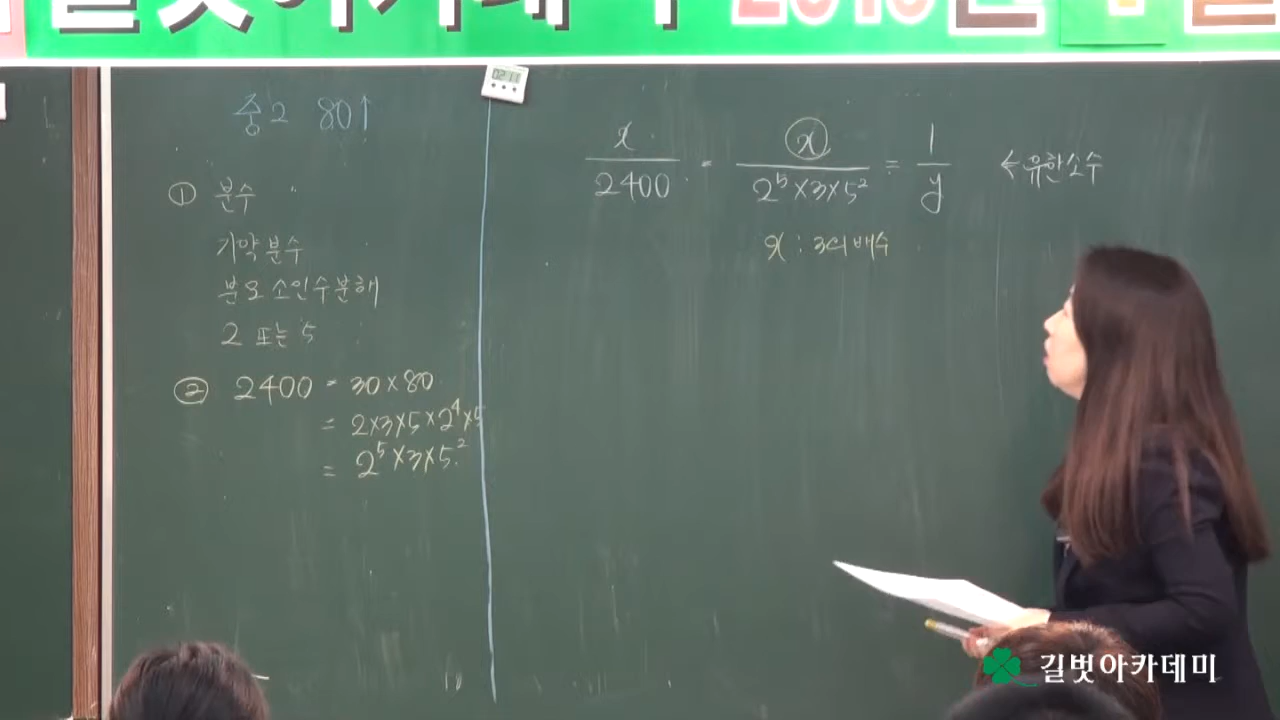 중2 80↑
① 분수
기약분수
분모 소인수분해
2 또는 5
② 2400 = 30×80
= 2×3×5×2⁴×5
= 2⁵×3×5²
x/2400 = x/(2⁵×3×5²) = 1/y ← 유한소수
x : 3의 배수
길벗아카데미